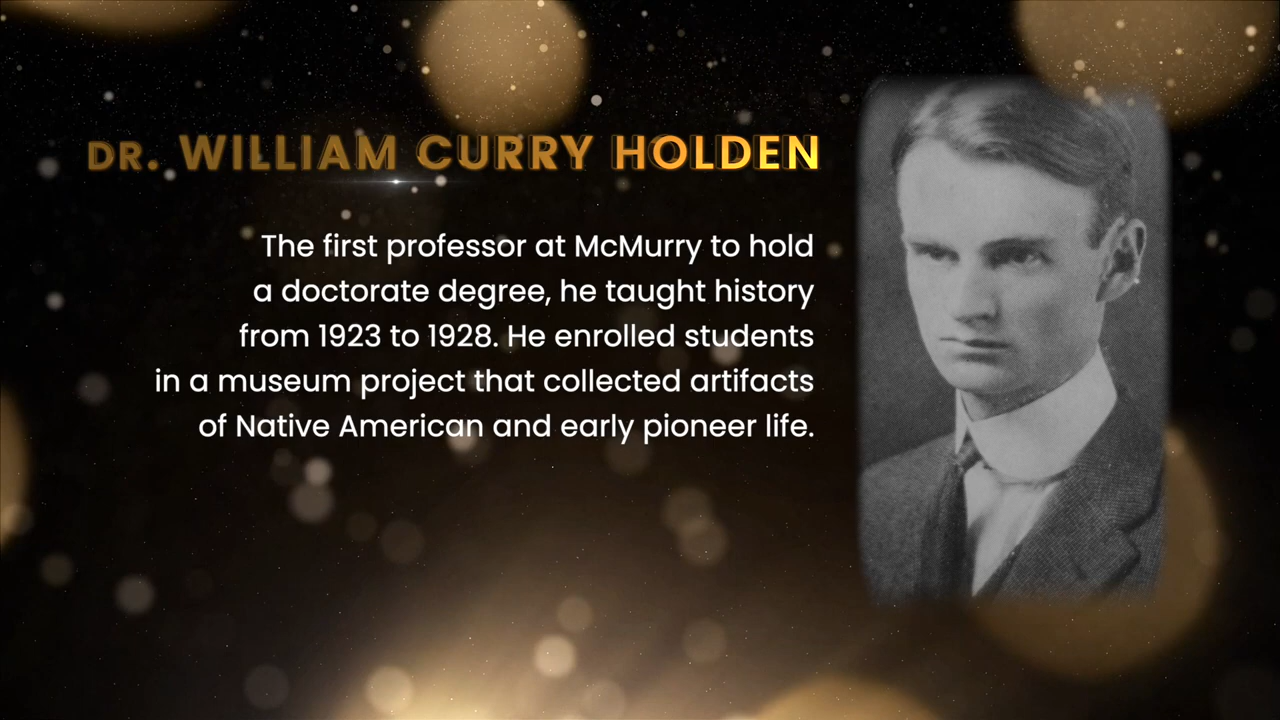 DR. WILLIAM CURRY HOLDEN
The first professor at McMurry to hold
a doctorate degree, he taught history
from 1923 to 1928. He enrolled students
in a museum project that collected artifacts
of Native American and early pioneer life.